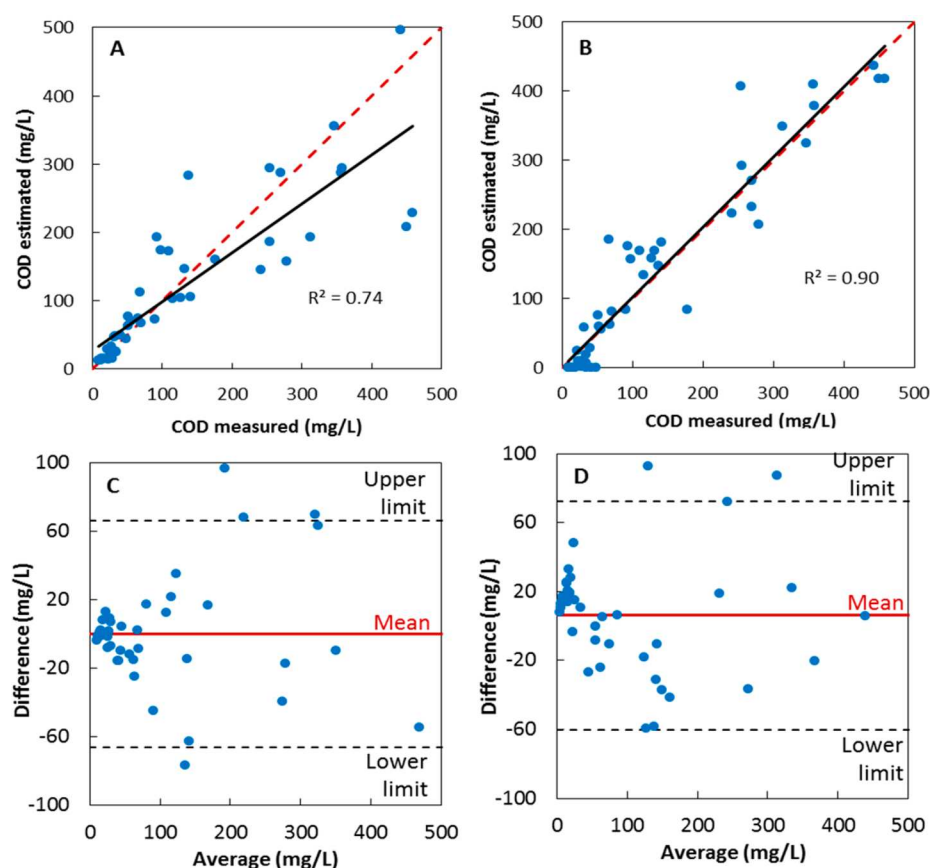 A
COD estimated (mg/L)
500
400
300
200
100
0
R² = 0.74
0 100 200 300 400 500
COD measured (mg/L)
B
COD estimated (mg/L)
500
400
300
200
100
0
R² = 0.90
0 100 200 300 400 500
COD measured (mg/L)
C
Difference (mg/L)
100
60
20
-20
-60
-100
Upper
limit
Mean
Lower
limit
0 100 200 300 400 500
Average (mg/L)
D
Difference (mg/L)
100
60
20
-20
-60
-100
Upper
limit
Mean
Lower
limit
0 100 200 300 400 500
Average (mg/L)